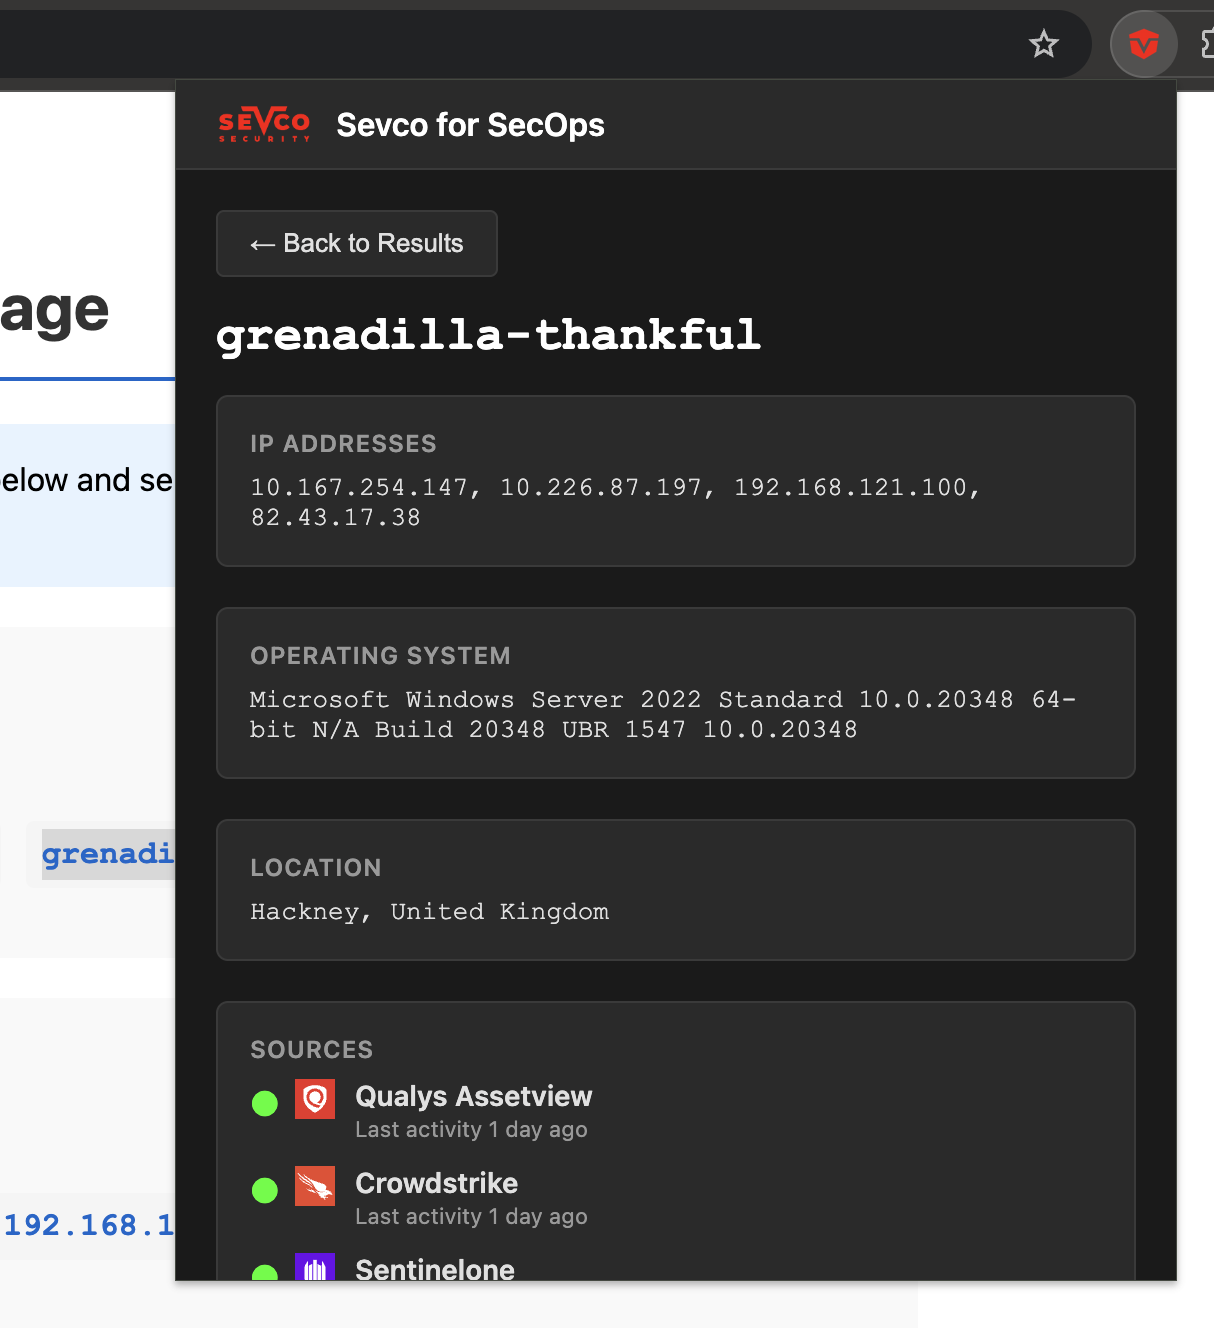 SEVCO
SECURITY
Sevco for SecOps
← Back to Results
age
grenadilla-thankful
IP ADDRESSES
elow and se
10.167.254.147, 10.226.87.197, 192.168.121.100,
82.43.17.38
OPERATING SYSTEM
Microsoft Windows Server 2022 Standard 10.0.20348 64-
bit N/A Build 20348 UBR 1547 10.0.20348
grenadi
LOCATION
Hackney, United Kingdom
SOURCES
Qualys Assetview
Last activity 1 day ago
Crowdstrike
Last activity 1 day ago
192.168.1
Sentinelone